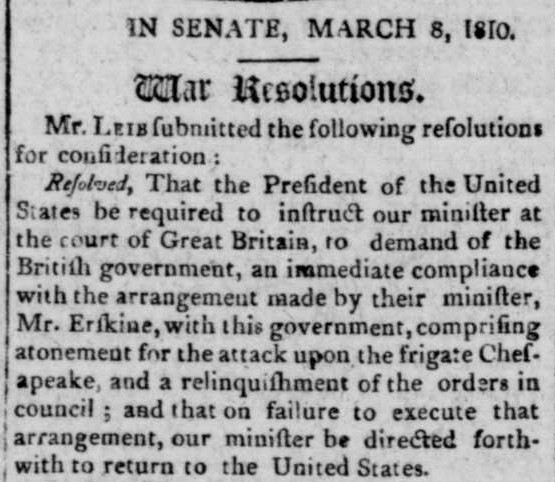 IN SENATE, MARCH 8, 1810.
War Resolutions.
Mr. LEIB ſubmitted the following reſolutions
for conſideration :
Reſolved, That the Preſident of the United
States be required to inſtruct our miniſter at
the court of Great Britain, to demand of the
Britiſh government, an immediate compliance
with the arrangement made by their miniſter,
Mr. Erſkine, with this government, compriſing
atonement for the attack upon the frigate Cheſ-
apeake, and a relinquiſhment of the orders in
council ; and that on failure to execute that
arrangement, our miniſter be directed forth-
with to return to the United States.